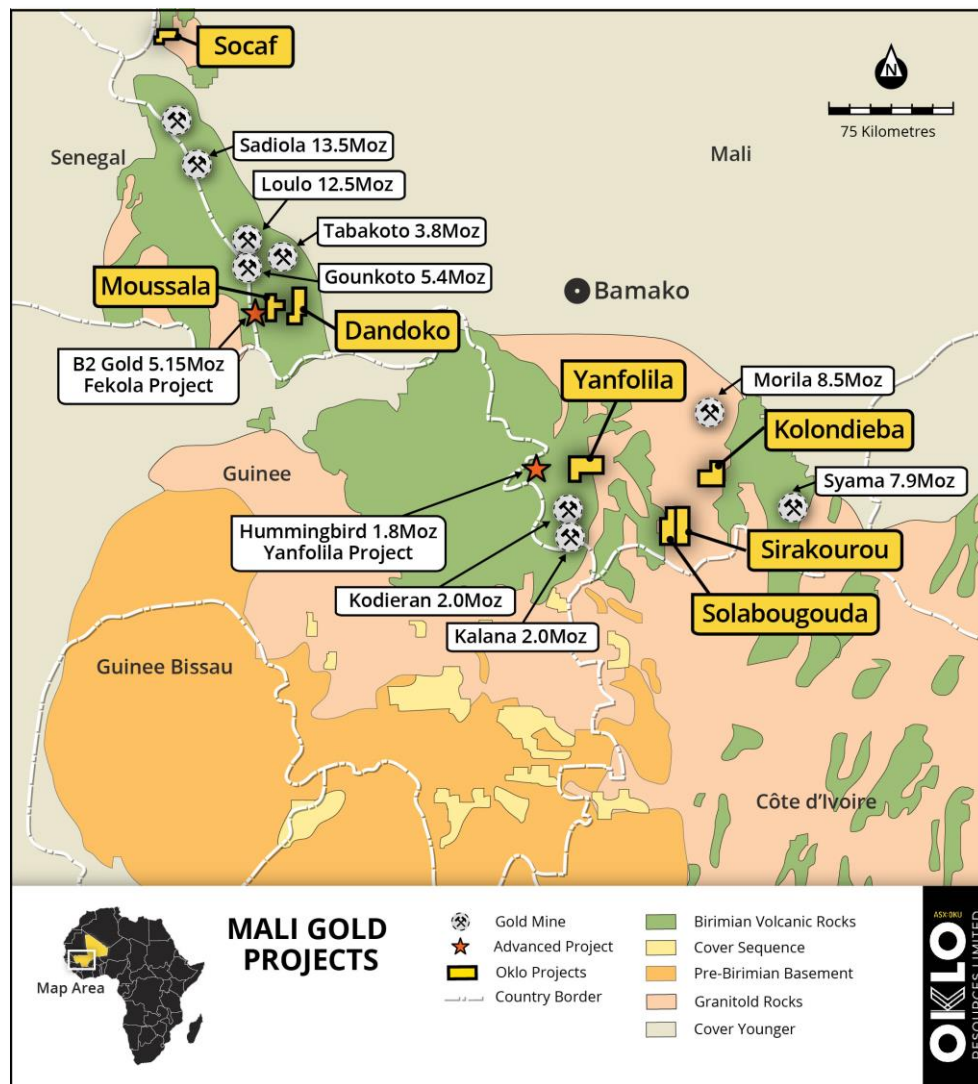 Socaf
N
75 Kilometres
Senegal
Mali
Sadiola 13.5Moz
Loulo 12.5Moz
Tabakoto 3.8Moz
Gounkoto 5.4Moz
Moussala
Bamako
Dandoko
B2 Gold 5.15Moz
Fekola Project
Yanfolila
Morila 8.5Moz
Kolondieba
Guinee
Syama 7.9Moz
Hummingbird 1.8Moz
Yanfolila Project
Sirakourou
Kodieran 2.0Moz
Solabougouda
Kalana 2.0Moz
Guinee Bissau
Côte d'Ivoire
Map Area
MALI GOLD
PROJECTS
Gold Mine
Advanced Project
Oklo Projects
Country Border
Birimian Volcanic Rocks
Cover Sequence
Pre-Birimian Basement
Granitold Rocks
Cover Younger
ASX:OKU
OKLO
RESOURCES LIMITED